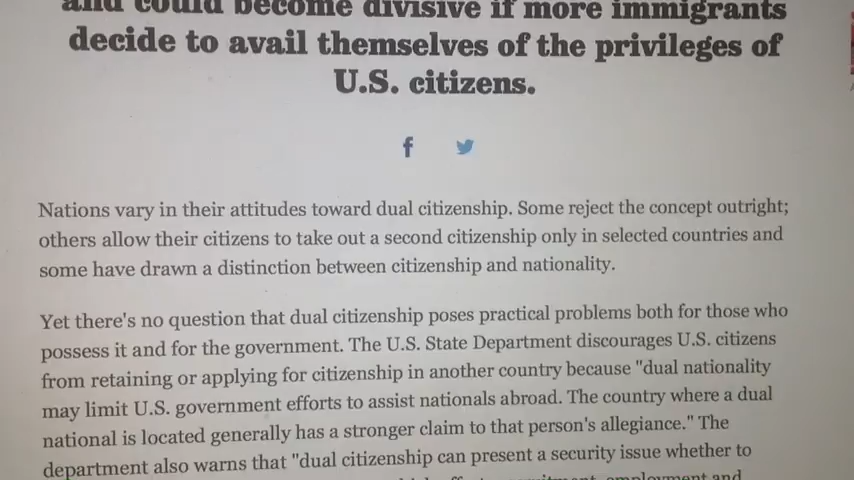 and could become divisive if more immigrants
decide to avail themselves of the privileges of
U.S. citizens.
Nations vary in their attitudes toward dual citizenship. Some reject the concept outright;
others allow their citizens to take out a second citizenship only in selected countries and
some have drawn a distinction between citizenship and nationality.
Yet there's no question that dual citizenship poses practical problems both for those who
possess it and for the government. The U.S. State Department discourages U.S. citizens
from retaining or applying for citizenship in another country because "dual nationality
may limit U.S. government efforts to assist nationals abroad. The country where a dual
national is located generally has a stronger claim to that person's allegiance." The
department also warns that "dual citizenship can present a security issue whether to
employment and